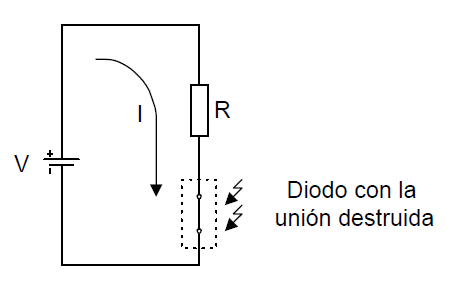 I
R
V
+
-
Diodo con la
unión destruida